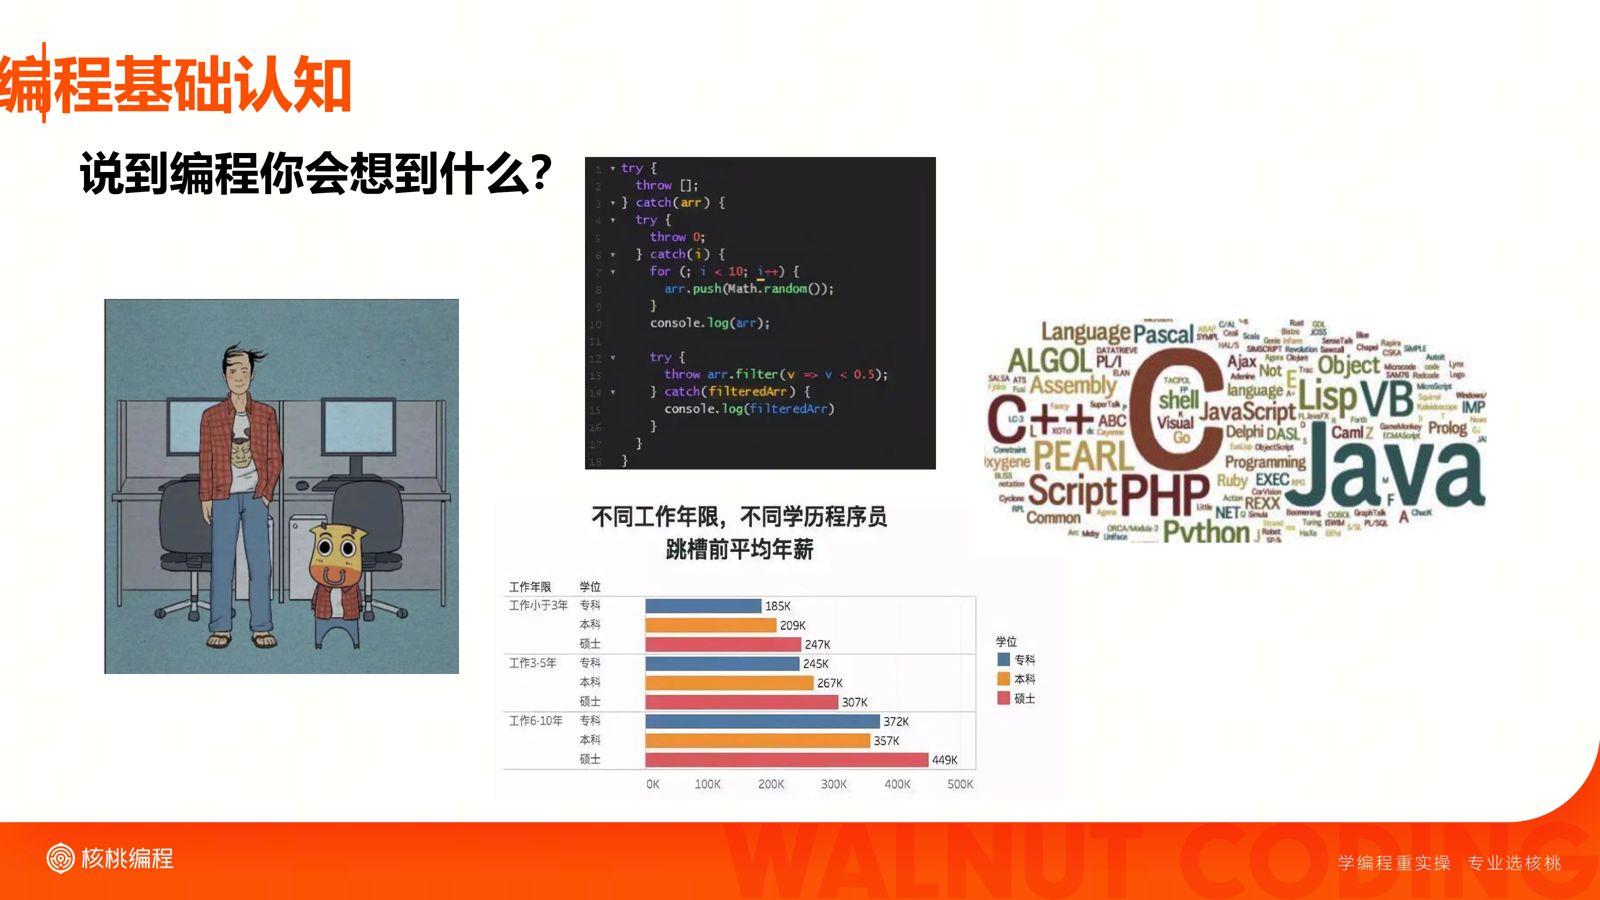 编程基础认知
说到编程你会想到什么？
1 try {
2 throw [];
3 } catch(arr) {
4 try {
5 throw 0;
6 } catch(i) {
7 for (; i < 10; i++) {
8 arr.push(Math.random());
9 }
10 console.log(arr);
11
12 try {
13 throw arr.filter(v => v < 0.5);
14 } catch(filteredArr) {
15 console.log(filteredArr)
16 }
17 }
18 }
Language Pascal
ALGOL PL/I
DATATRIEVE
Ajax Not Object
Assembly
language
Lisp VB
C
TACPOL
shell
Visual
Go
C++ ABC
JavaScript
Delphi DASL
Caml Prolog
IMP
PEARL
Programming
Java
Ruby EXEC
Script PHP
REXX
NET
Common
Python
不同工作年限，不同学历程序员
跳槽前平均年薪
工作年限 学位
工作小于3年 专科 185K
本科 209K
硕士 247K
工作3-5年 专科 245K
本科 267K
硕士 307K
工作6-10年 专科 372K
本科 357K
硕士 449K
0K 100K 200K 300K 400K 500K
学位
专科
本科
硕士
核桃编程
WALNUT CODING
学编程重实操 专业选核桃